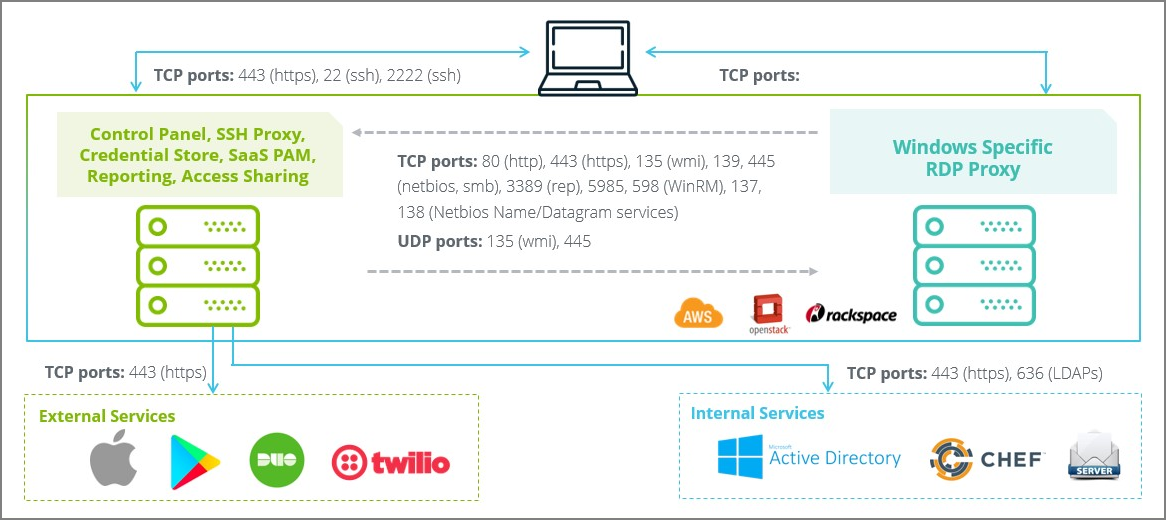 TCP ports: 443 (https), 22 (ssh), 2222 (ssh)
TCP ports:
Control Panel, SSH Proxy,
Credential Store, SaaS PAM,
Reporting, Access Sharing
TCP ports: 80 (http), 443 (https), 135 (wmi), 139, 445
(netbios, smb), 3389 (rep), 5985, 598 (WinRM), 137,
138 (Netbios Name/Datagram services)
UDP ports: 135 (wmi), 445
Windows Specific
RDP Proxy
AWS
openstack
rackspace
TCP ports: 443 (https)
TCP ports: 443 (https), 636 (LDAPs)
External Services
DUO
twilio
Internal Services
Microsoft
Active Directory
CHEF
SERVER